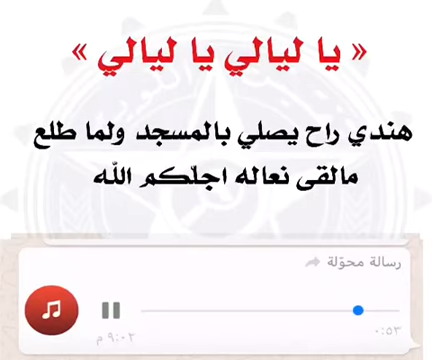 « يا ليالي يا ليالي »
هندي راح يصلي بالمسجد ولما طلع
مالقى نعاله اجلّكم الله
رسالة محوّلة
٠:٥٣
٩:٠٢ م